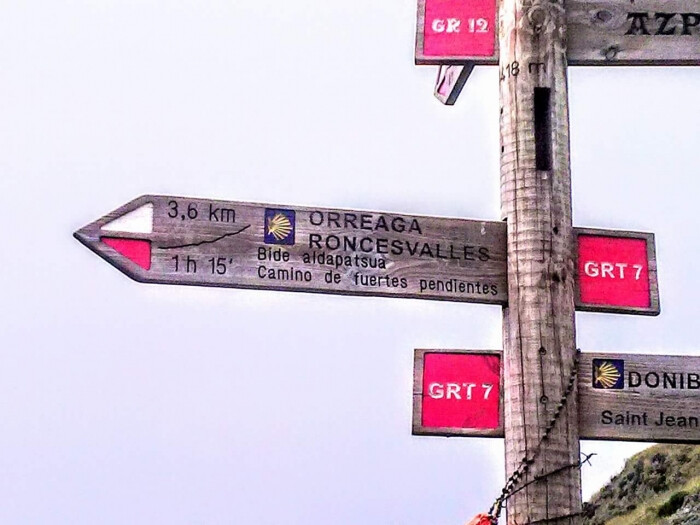 GR 12
AZP
418 m
3,6 km
1 h 15'
ORREAGA
RONCESVALLES
Bide aldapatsua
Camino de fuertes pendientes
GRT 7
GRT 7
DONIB
Saint Jean